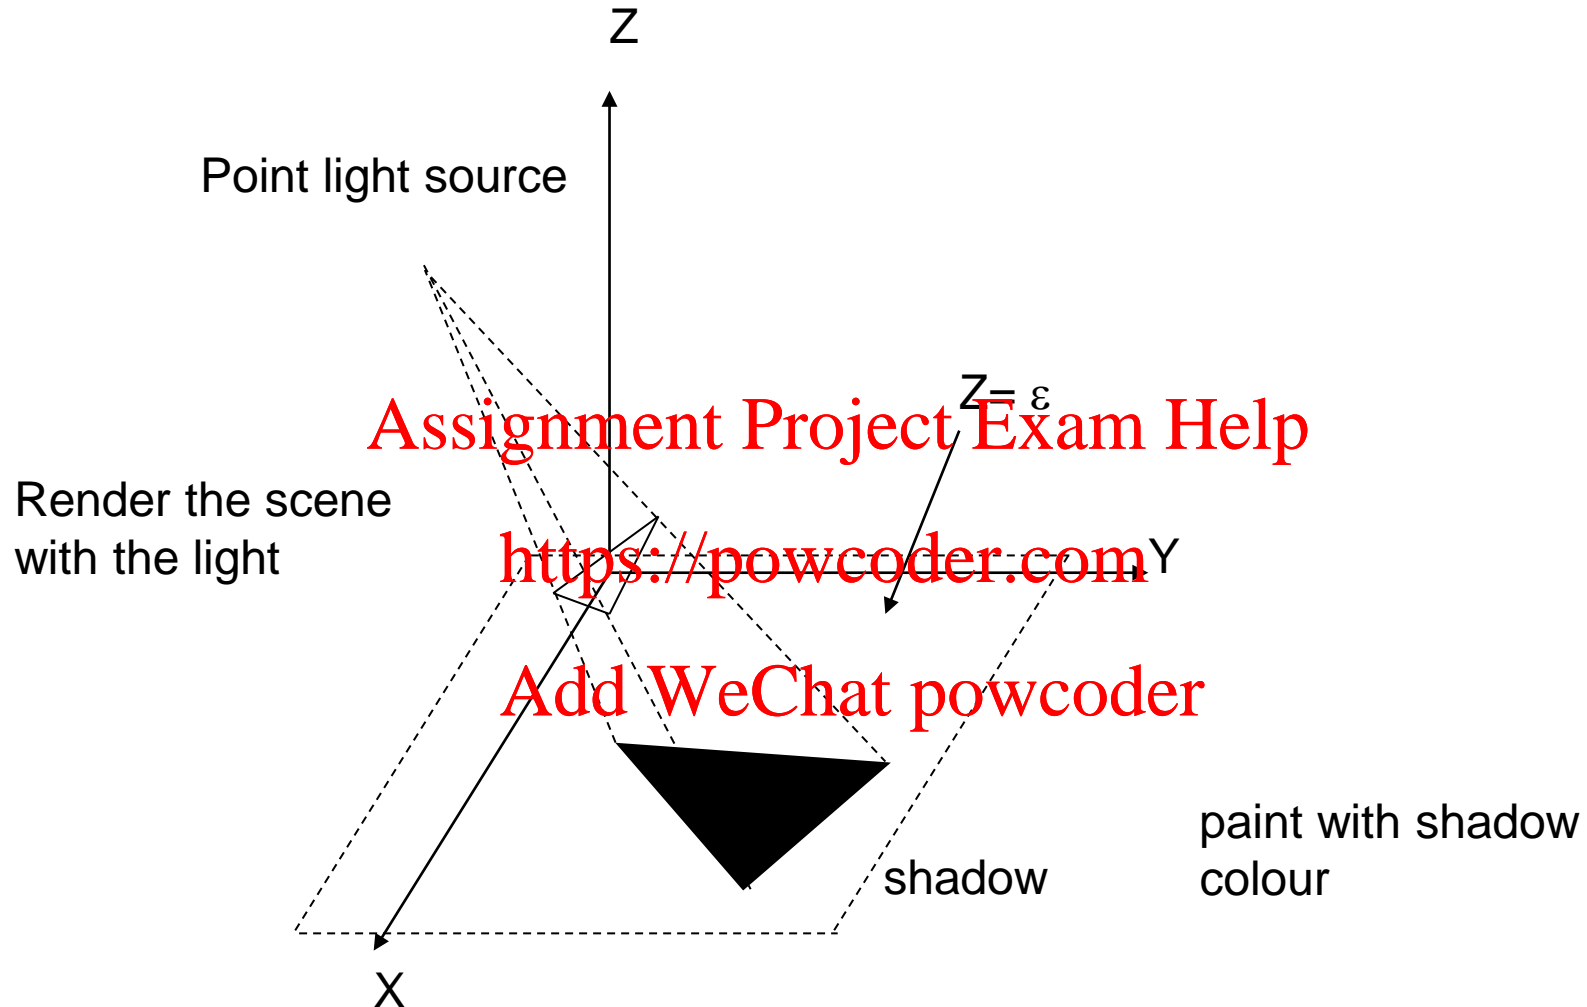 Z
Point light source
Z= ε
Assignment Project Exam Help
Render the scene
with the light
https://powcoder.com
Y
Add WeChat powcoder
paint with shadow
colour
shadow
X